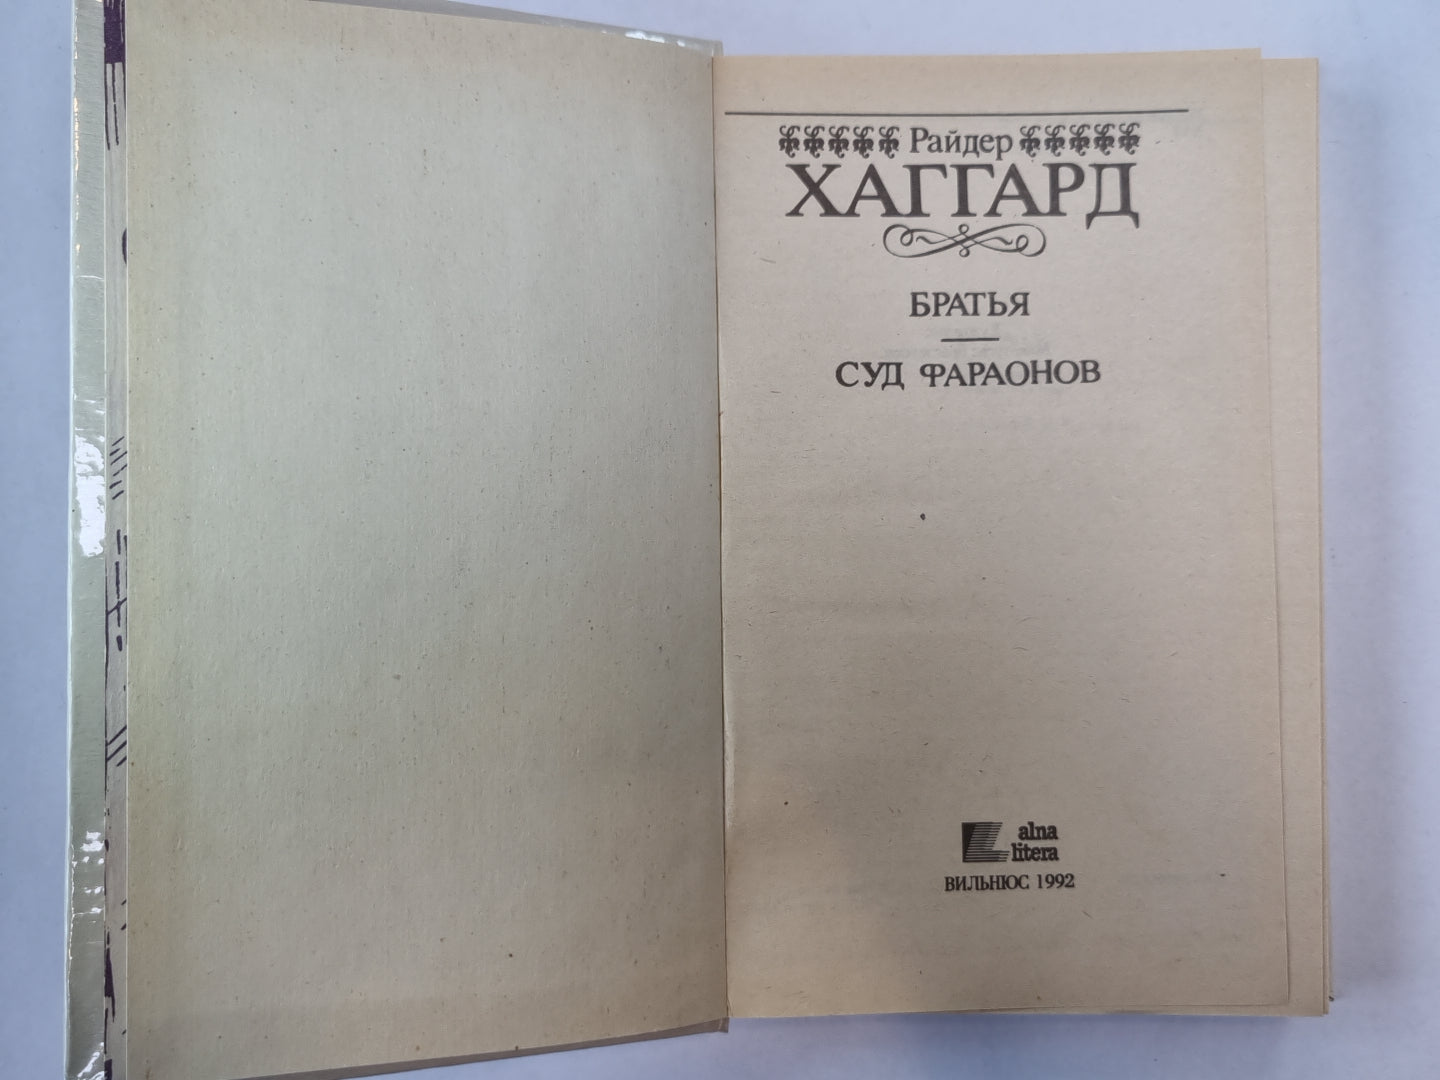 Райдер
ХАГГАРД
БРАТЬЯ
СУД ФАРАОНОВ
alna
litera
ВИЛЬНЮС 1992